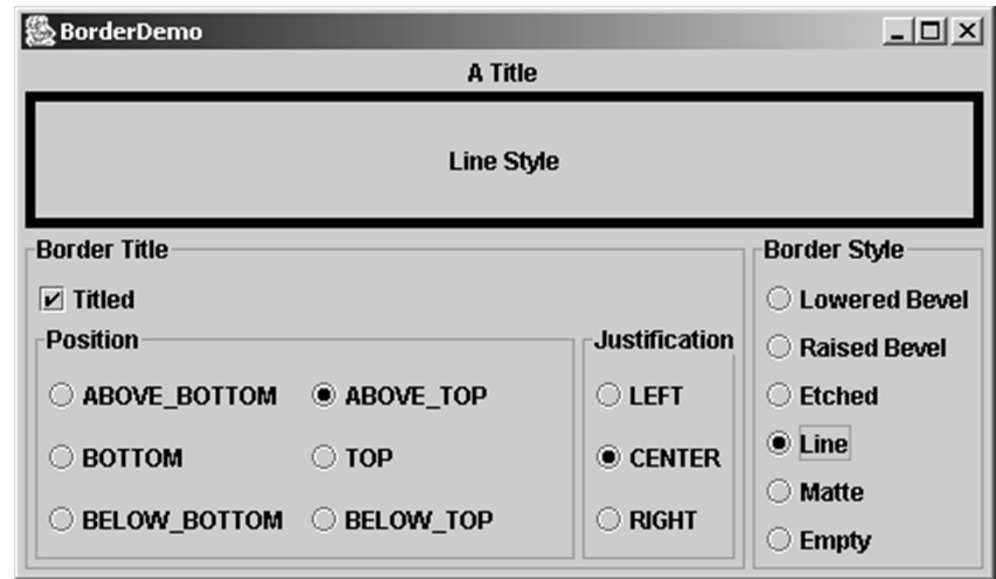 BorderDemo
A Title
Line Style
Border Title
Titled
Position
ABOVE_BOTTOM
ABOVE_TOP
BOTTOM
TOP
BELOW_BOTTOM
BELOW_TOP
Justification
LEFT
CENTER
RIGHT
Border Style
Lowered Bevel
Raised Bevel
Etched
Line
Matte
Empty